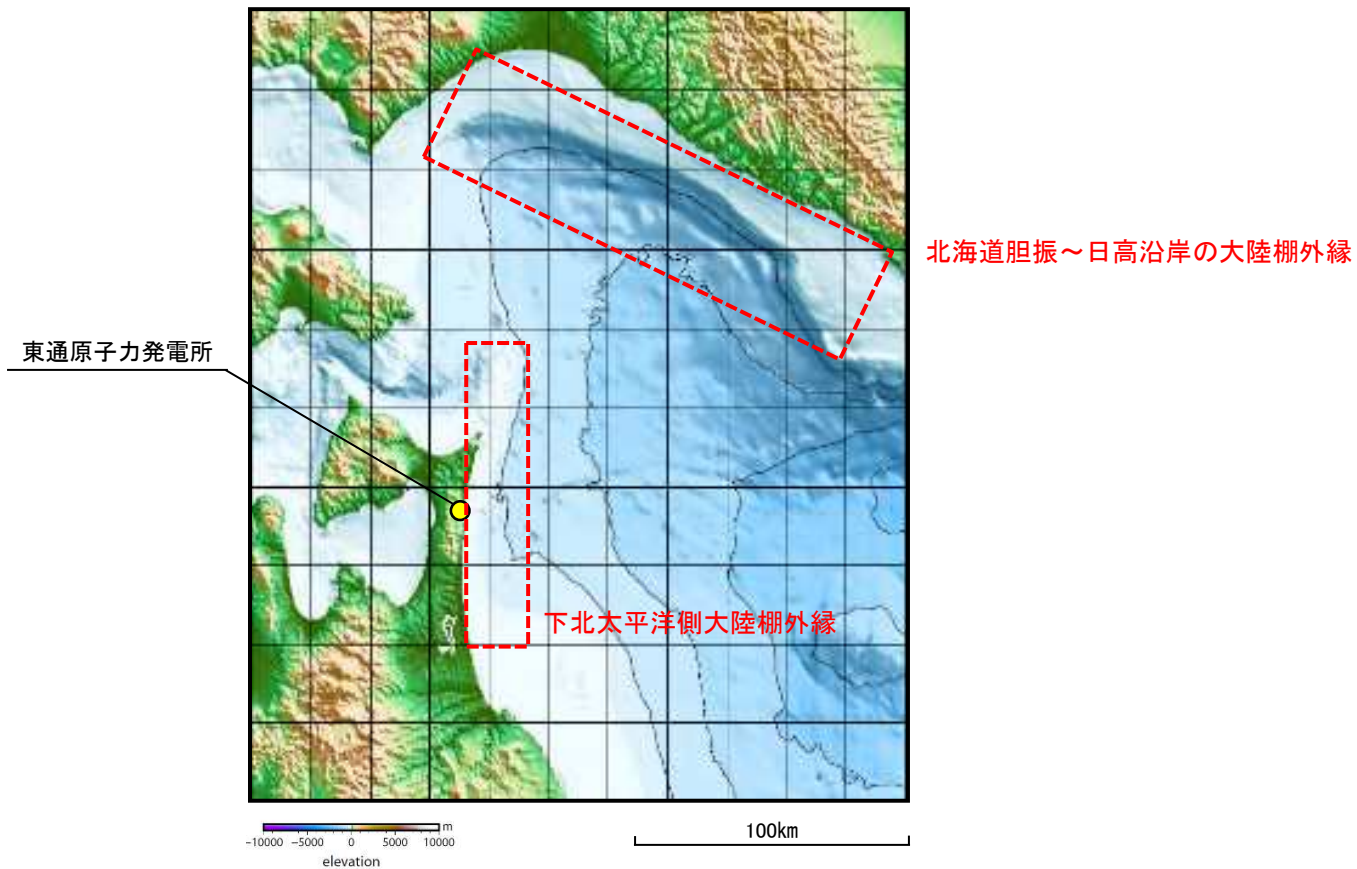 北海道胆振～日高沿岸の大陸棚外縁
東通原子力発電所
下北太平洋側大陸棚外縁
m
-10000 -5000 0 5000 10000
elevation
100km